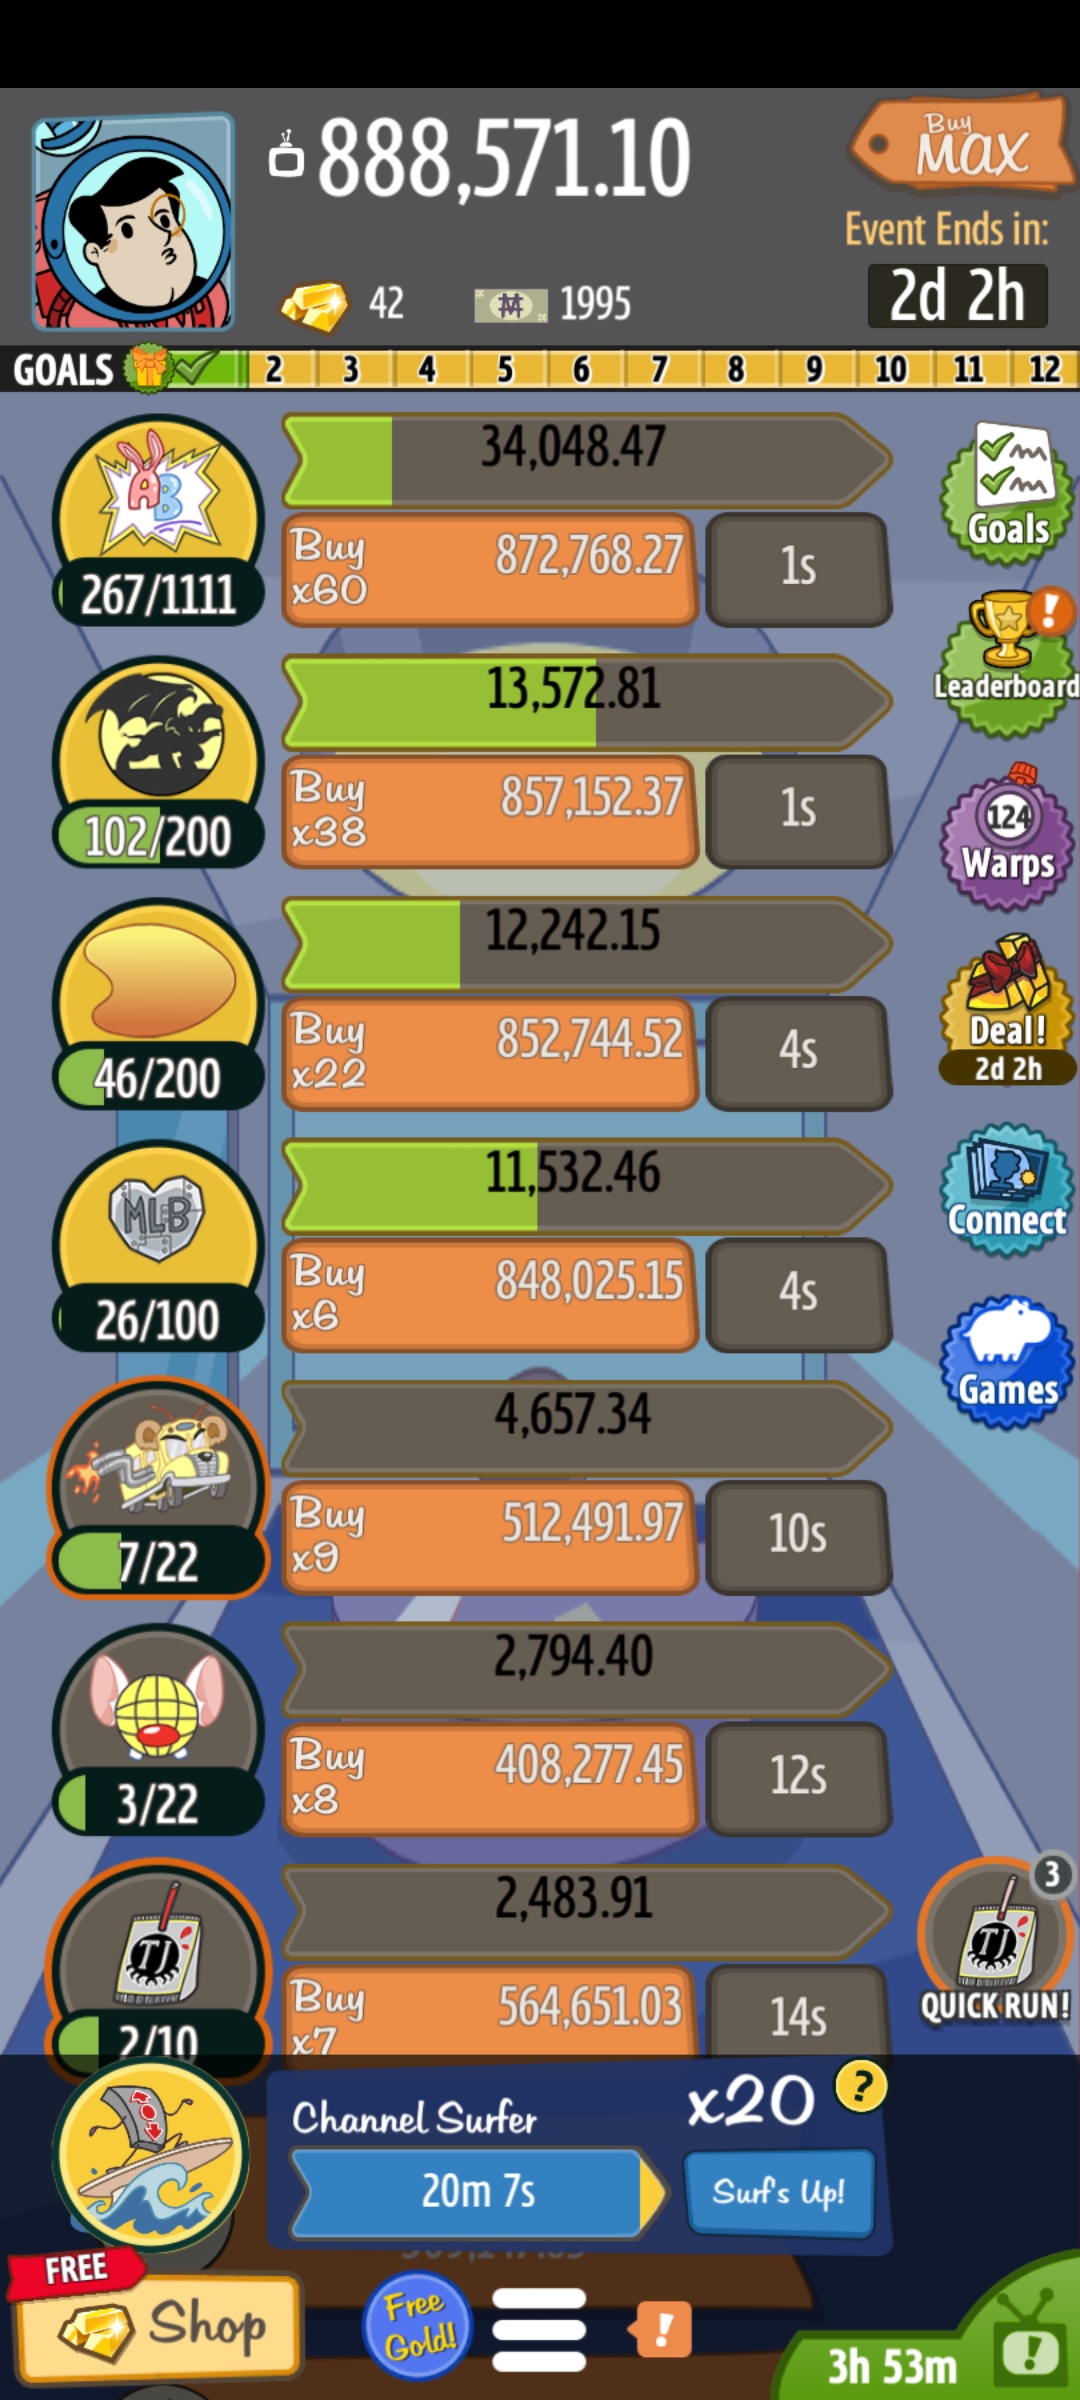 888,571.10
Buy
MAX
Event Ends in:
42
1995
2d 2h
GOALS 2 3 4 5 6 7 8 9 10 11 12
AB
34,048.47
267/1111
Buy
x60
872,768.27
1s
Goals
13,572.81
102/200
Buy
x38
857,152.37
1s
Leaderboard
!
124
Warps
12,242.15
46/200
Buy
x22
852,744.52
4s
Deal!
2d 2h
MLB
11,532.46
26/100
Buy
x6
848,025.15
4s
Connect
Games
4,657.34
7/22
Buy
x9
512,491.97
10s
2,794.40
3/22
Buy
x8
408,277.45
12s
TJ
2,483.91
2/10
Buy
x7
564,651.03
14s
3
TJ
QUICK RUN!
Channel Surfer
x20
?
20m 7s
Surf's Up!
FREE
Shop
Free
Gold!
!
3h 53m
!